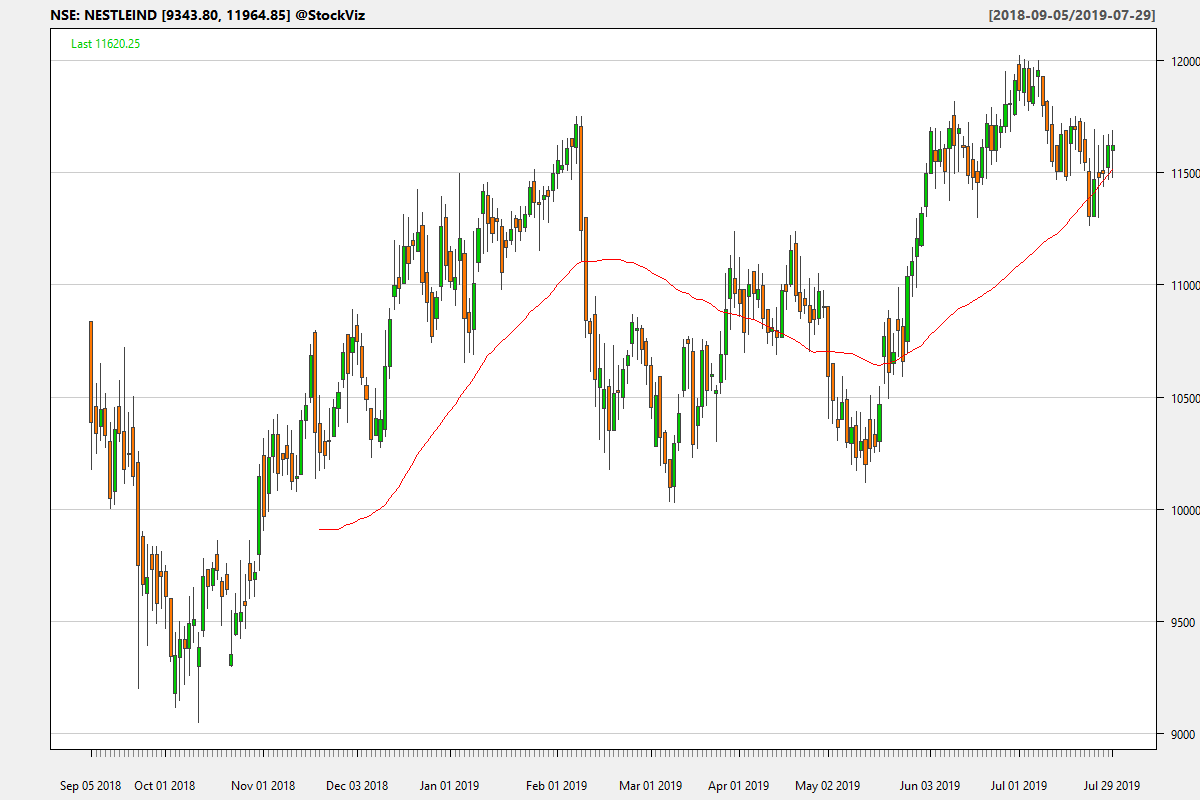 NSE: NESTLEIND [9343.80, 11964.85] @StockViz [2018-09-05/2019-07-29]
Last 11620.25
12000
11500
11000
10500
10000
9500
9000
Sep 05 2018 Oct 01 2018 Nov 01 2018 Dec 03 2018 Jan 01 2019 Feb 01 2019 Mar 01 2019 Apr 01 2019 May 02 2019 Jun 03 2019 Jul 01 2019 Jul 29 2019